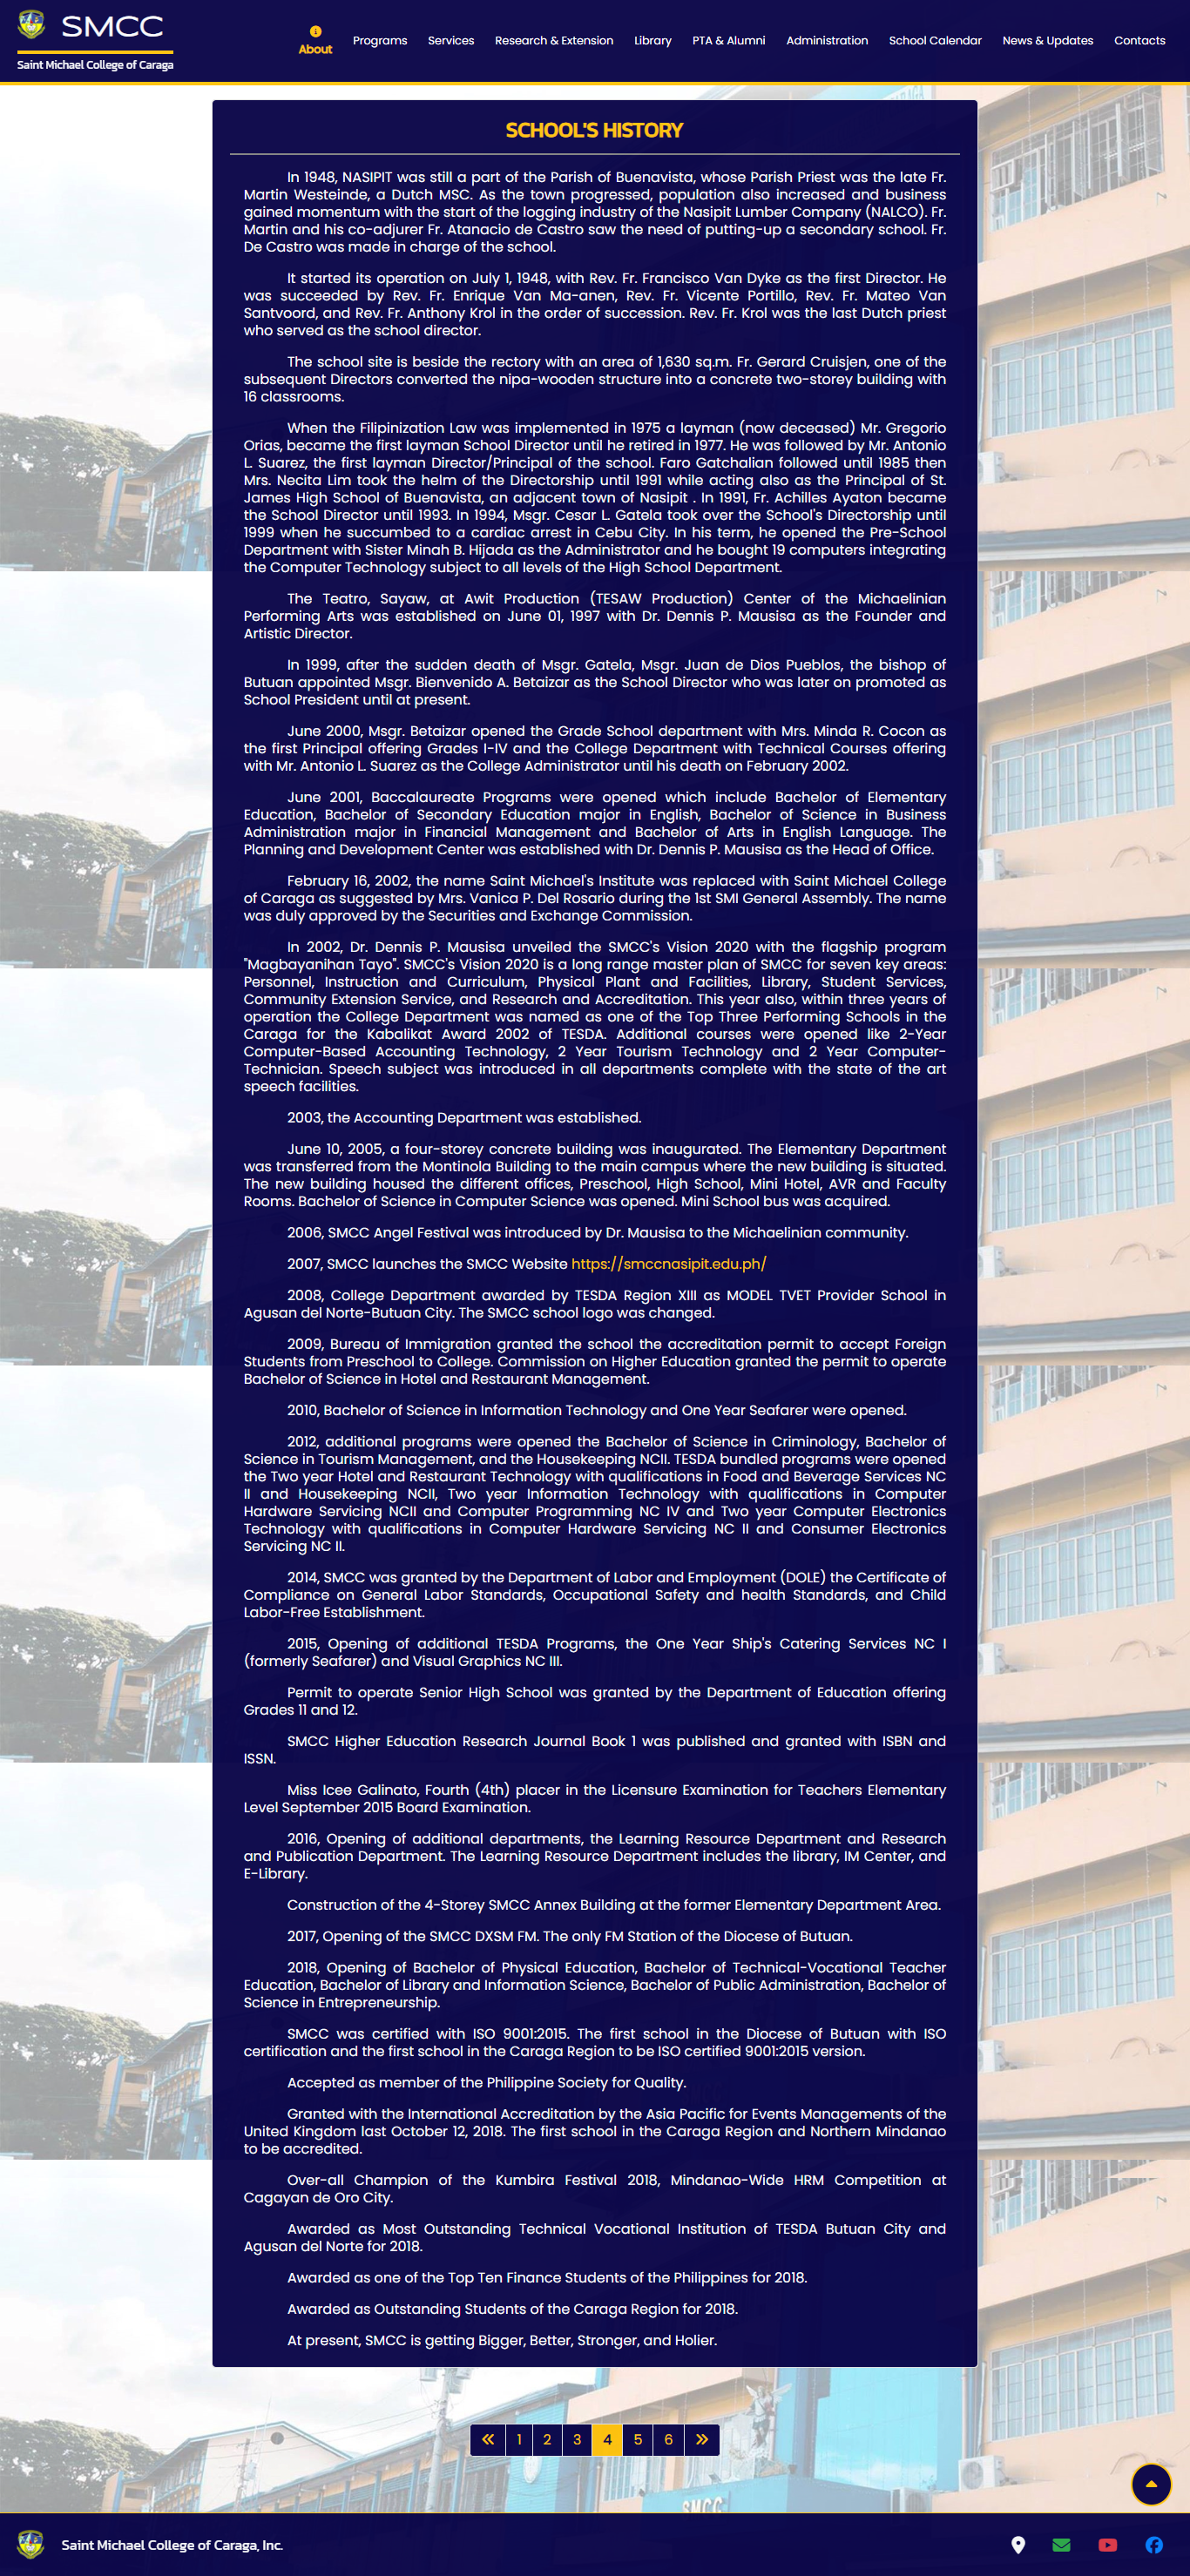 SMCC
Saint Michael College of Caraga
About
Programs
Services
Research & Extension
Library
PTA & Alumni
Administration
School Calendar
News & Updates
Contacts
SCHOOL'S HISTORY
In 1948, NASIPIT was still a part of the Parish of Buenavista, whose Parish Priest was the late Fr.
Martin Westeinde, a Dutch MSC. As the town progressed, population also increased and business
gained momentum with the start of the logging industry of the Nasipit Lumber Company (NALCO). Fr.
Martin and his co-adjurer Fr. Atanacio de Castro saw the need of putting-up a secondary school. Fr.
De Castro was made in charge of the school.
It started its operation on July 1, 1948, with Rev. Fr. Francisco Van Dyke as the first Director. He
was succeeded by Rev. Fr. Enrique Van Ma-anen, Rev. Fr. Vicente Portillo, Rev. Fr. Mateo Van
Santvoord, and Rev. Fr. Anthony Krol in the order of succession. Rev. Fr. Krol was the last Dutch priest
who served as the school director.
The school site is beside the rectory with an area of 1,630 sq.m. Fr. Gerard Cruisjen, one of the
subsequent Directors converted the nipa-wooden structure into a concrete two-storey building with
16 classrooms.
When the Filipinization Law was implemented in 1975 a layman (now deceased) Mr. Gregorio
Orias, became the first layman School Director until he retired in 1977. He was followed by Mr. Antonio
L. Suarez, the first layman Director/Principal of the school. Faro Gatchalian followed until 1985 then
Mrs. Necita Lim took the helm of the Directorship until 1991 while acting also as the Principal of St.
James High School of Buenavista, an adjacent town of Nasipit . In 1991, Fr. Achilles Ayaton became
the School Director until 1993. In 1994, Msgr. Cesar L. Gatela took over the School's Directorship until
1999 when he succumbed to a cardiac arrest in Cebu City. In his term, he opened the Pre-School
Department with Sister Minah B. Hijada as the Administrator and he bought 19 computers integrating
the Computer Technology subject to all levels of the High School Department.
The Teatro, Sayaw, at Awit Production (TESAW Production) Center of the Michaelinian
Performing Arts was established on June 01, 1997 with Dr. Dennis P. Mausisa as the Founder and
Artistic Director.
In 1999, after the sudden death of Msgr. Gatela, Msgr. Juan de Dios Pueblos, the bishop of
Butuan appointed Msgr. Bienvenido A. Betaizar as the School Director who was later on promoted as
School President until at present.
June 2000, Msgr. Betaizar opened the Grade School department with Mrs. Minda R. Cocon as
the first Principal offering Grades I-IV and the College Department with Technical Courses offering
with Mr. Antonio L. Suarez as the College Administrator until his death on February 2002.
June 2001, Baccalaureate Programs were opened which include Bachelor of Elementary
Education, Bachelor of Secondary Education major in English, Bachelor of Science in Business
Administration major in Financial Management and Bachelor of Arts in English Language. The
Planning and Development Center was established with Dr. Dennis P. Mausisa as the Head of Office.
February 16, 2002, the name Saint Michael's Institute was replaced with Saint Michael College
of Caraga as suggested by Mrs. Vanica P. Del Rosario during the 1st SMI General Assembly. The name
was duly approved by the Securities and Exchange Commission.
In 2002, Dr. Dennis P. Mausisa unveiled the SMCC's Vision 2020 with the flagship program
"Magbayanihan Tayo". SMCC's Vision 2020 is a long range master plan of SMCC for seven key areas:
Personnel, Instruction and Curriculum, Physical Plant and Facilities, Library, Student Services,
Community Extension Service, and Research and Accreditation. This year also, within three years of
operation the College Department was named as one of the Top Three Performing Schools in the
Caraga for the Kabalikat Award 2002 of TESDA. Additional courses were opened like 2-Year
Computer-Based Accounting Technology, 2 Year Tourism Technology and 2 Year Computer-
Technician. Speech subject was introduced in all departments complete with the state of the art
speech facilities.
2003, the Accounting Department was established.
June 10, 2005, a four-storey concrete building was inaugurated. The Elementary Department
was transferred from the Montinola Building to the main campus where the new building is situated.
The new building housed the different offices, Preschool, High School, Mini Hotel, AVR and Faculty
Rooms. Bachelor of Science in Computer Science was opened. Mini School bus was acquired.
2006, SMCC Angel Festival was introduced by Dr. Mausisa to the Michaelinian community.
2007, SMCC launches the SMCC Website https://smccnasipit.edu.ph/
2008, College Department awarded by TESDA Region XIII as MODEL TVET Provider School in
Agusan del Norte-Butuan City. The SMCC school logo was changed.
2009, Bureau of Immigration granted the school the accreditation permit to accept Foreign
Students from Preschool to College. Commission on Higher Education granted the permit to operate
Bachelor of Science in Hotel and Restaurant Management.
2010, Bachelor of Science in Information Technology and One Year Seafarer were opened.
2012, additional programs were opened the Bachelor of Science in Criminology, Bachelor of
Science in Tourism Management, and the Housekeeping NCII. TESDA bundled programs were opened
the Two year Hotel and Restaurant Technology with qualifications in Food and Beverage Services NC
II and Housekeeping NCII, Two year Information Technology with qualifications in Computer
Hardware Servicing NCII and Computer Programming NC IV and Two year Computer Electronics
Technology with qualifications in Computer Hardware Servicing NC II and Consumer Electronics
Servicing NC II.
2014, SMCC was granted by the Department of Labor and Employment (DOLE) the Certificate of
Compliance on General Labor Standards, Occupational Safety and health Standards, and Child
Labor-Free Establishment.
2015, Opening of additional TESDA Programs, the One Year Ship's Catering Services NC I
(formerly Seafarer) and Visual Graphics NC III.
Permit to operate Senior High School was granted by the Department of Education offering
Grades 11 and 12.
SMCC Higher Education Research Journal Book 1 was published and granted with ISBN and
ISSN.
Miss Icee Galinato, Fourth (4th) placer in the Licensure Examination for Teachers Elementary
Level September 2015 Board Examination.
2016, Opening of additional departments, the Learning Resource Department and Research
and Publication Department. The Learning Resource Department includes the library, IM Center, and
E-Library.
Construction of the 4-Storey SMCC Annex Building at the former Elementary Department Area.
2017, Opening of the SMCC DXSM FM. The only FM Station of the Diocese of Butuan.
2018, Opening of Bachelor of Physical Education, Bachelor of Technical-Vocational Teacher
Education, Bachelor of Library and Information Science, Bachelor of Public Administration, Bachelor of
Science in Entrepreneurship.
SMCC was certified with ISO 9001:2015. The first school in the Diocese of Butuan with ISO
certification and the first school in the Caraga Region to be ISO certified 9001:2015 version.
Accepted as member of the Philippine Society for Quality.
Granted with the International Accreditation by the Asia Pacific for Events Managements of the
United Kingdom last October 12, 2018. The first school in the Caraga Region and Northern Mindanao
to be accredited.
Over-all Champion of the Kumbira Festival 2018, Mindanao-Wide HRM Competition at
Cagayan de Oro City.
Awarded as Most Outstanding Technical Vocational Institution of TESDA Butuan City and
Agusan del Norte for 2018.
Awarded as one of the Top Ten Finance Students of the Philippines for 2018.
Awarded as Outstanding Students of the Caraga Region for 2018.
At present, SMCC is getting Bigger, Better, Stronger, and Holier.
« 1 2 3 4 5 6 »
SMCC
Saint Michael College of Caraga, Inc.